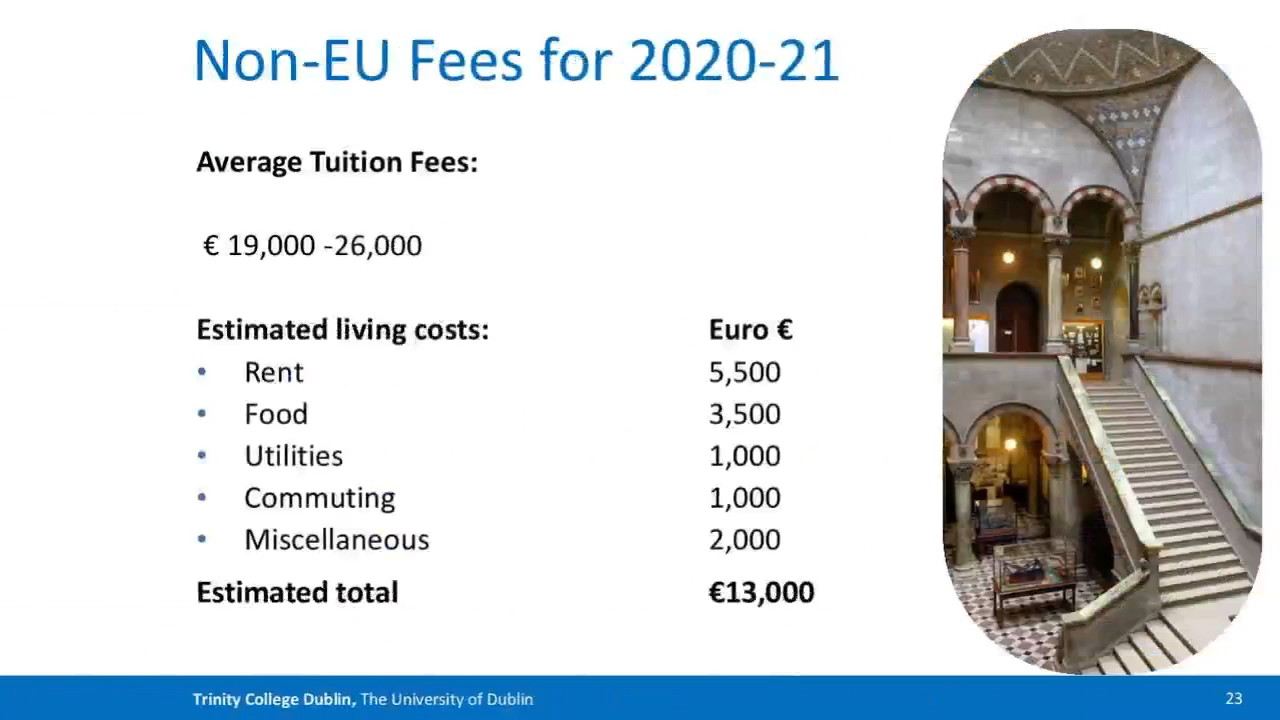 Non-EU Fees for 2020-21
Average Tuition Fees:
€ 19,000 -26,000
Estimated living costs: Euro €
• Rent 5,500
• Food 3,500
• Utilities 1,000
• Commuting 1,000
• Miscellaneous 2,000
Estimated total €13,000
Trinity College Dublin, The University of Dublin 23